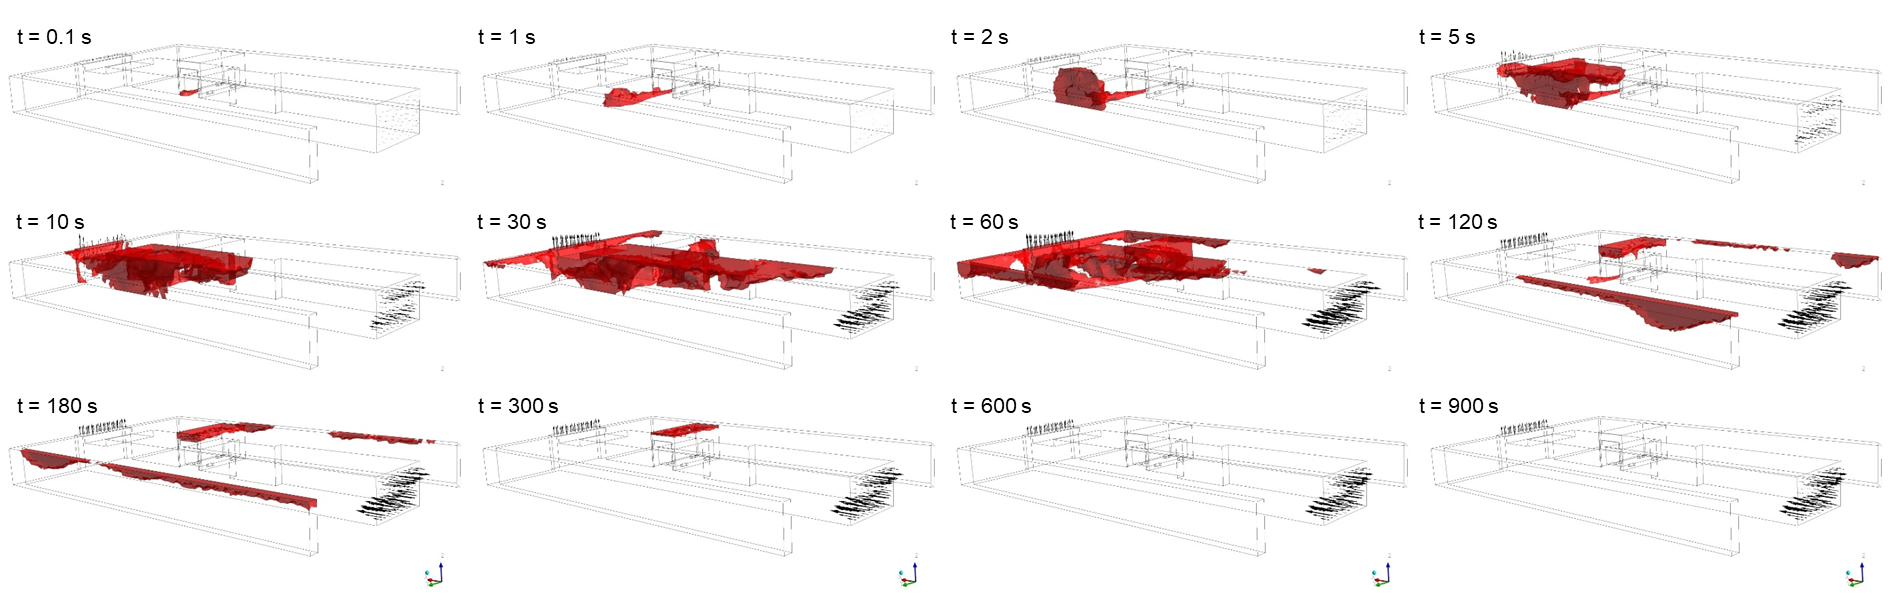 t = 0.1 s
t = 1 s
t = 2 s
t = 5 s
t = 10 s
t = 30 s
t = 60 s
t = 120 s
t = 180 s
t = 300 s
t = 600 s
t = 900 s